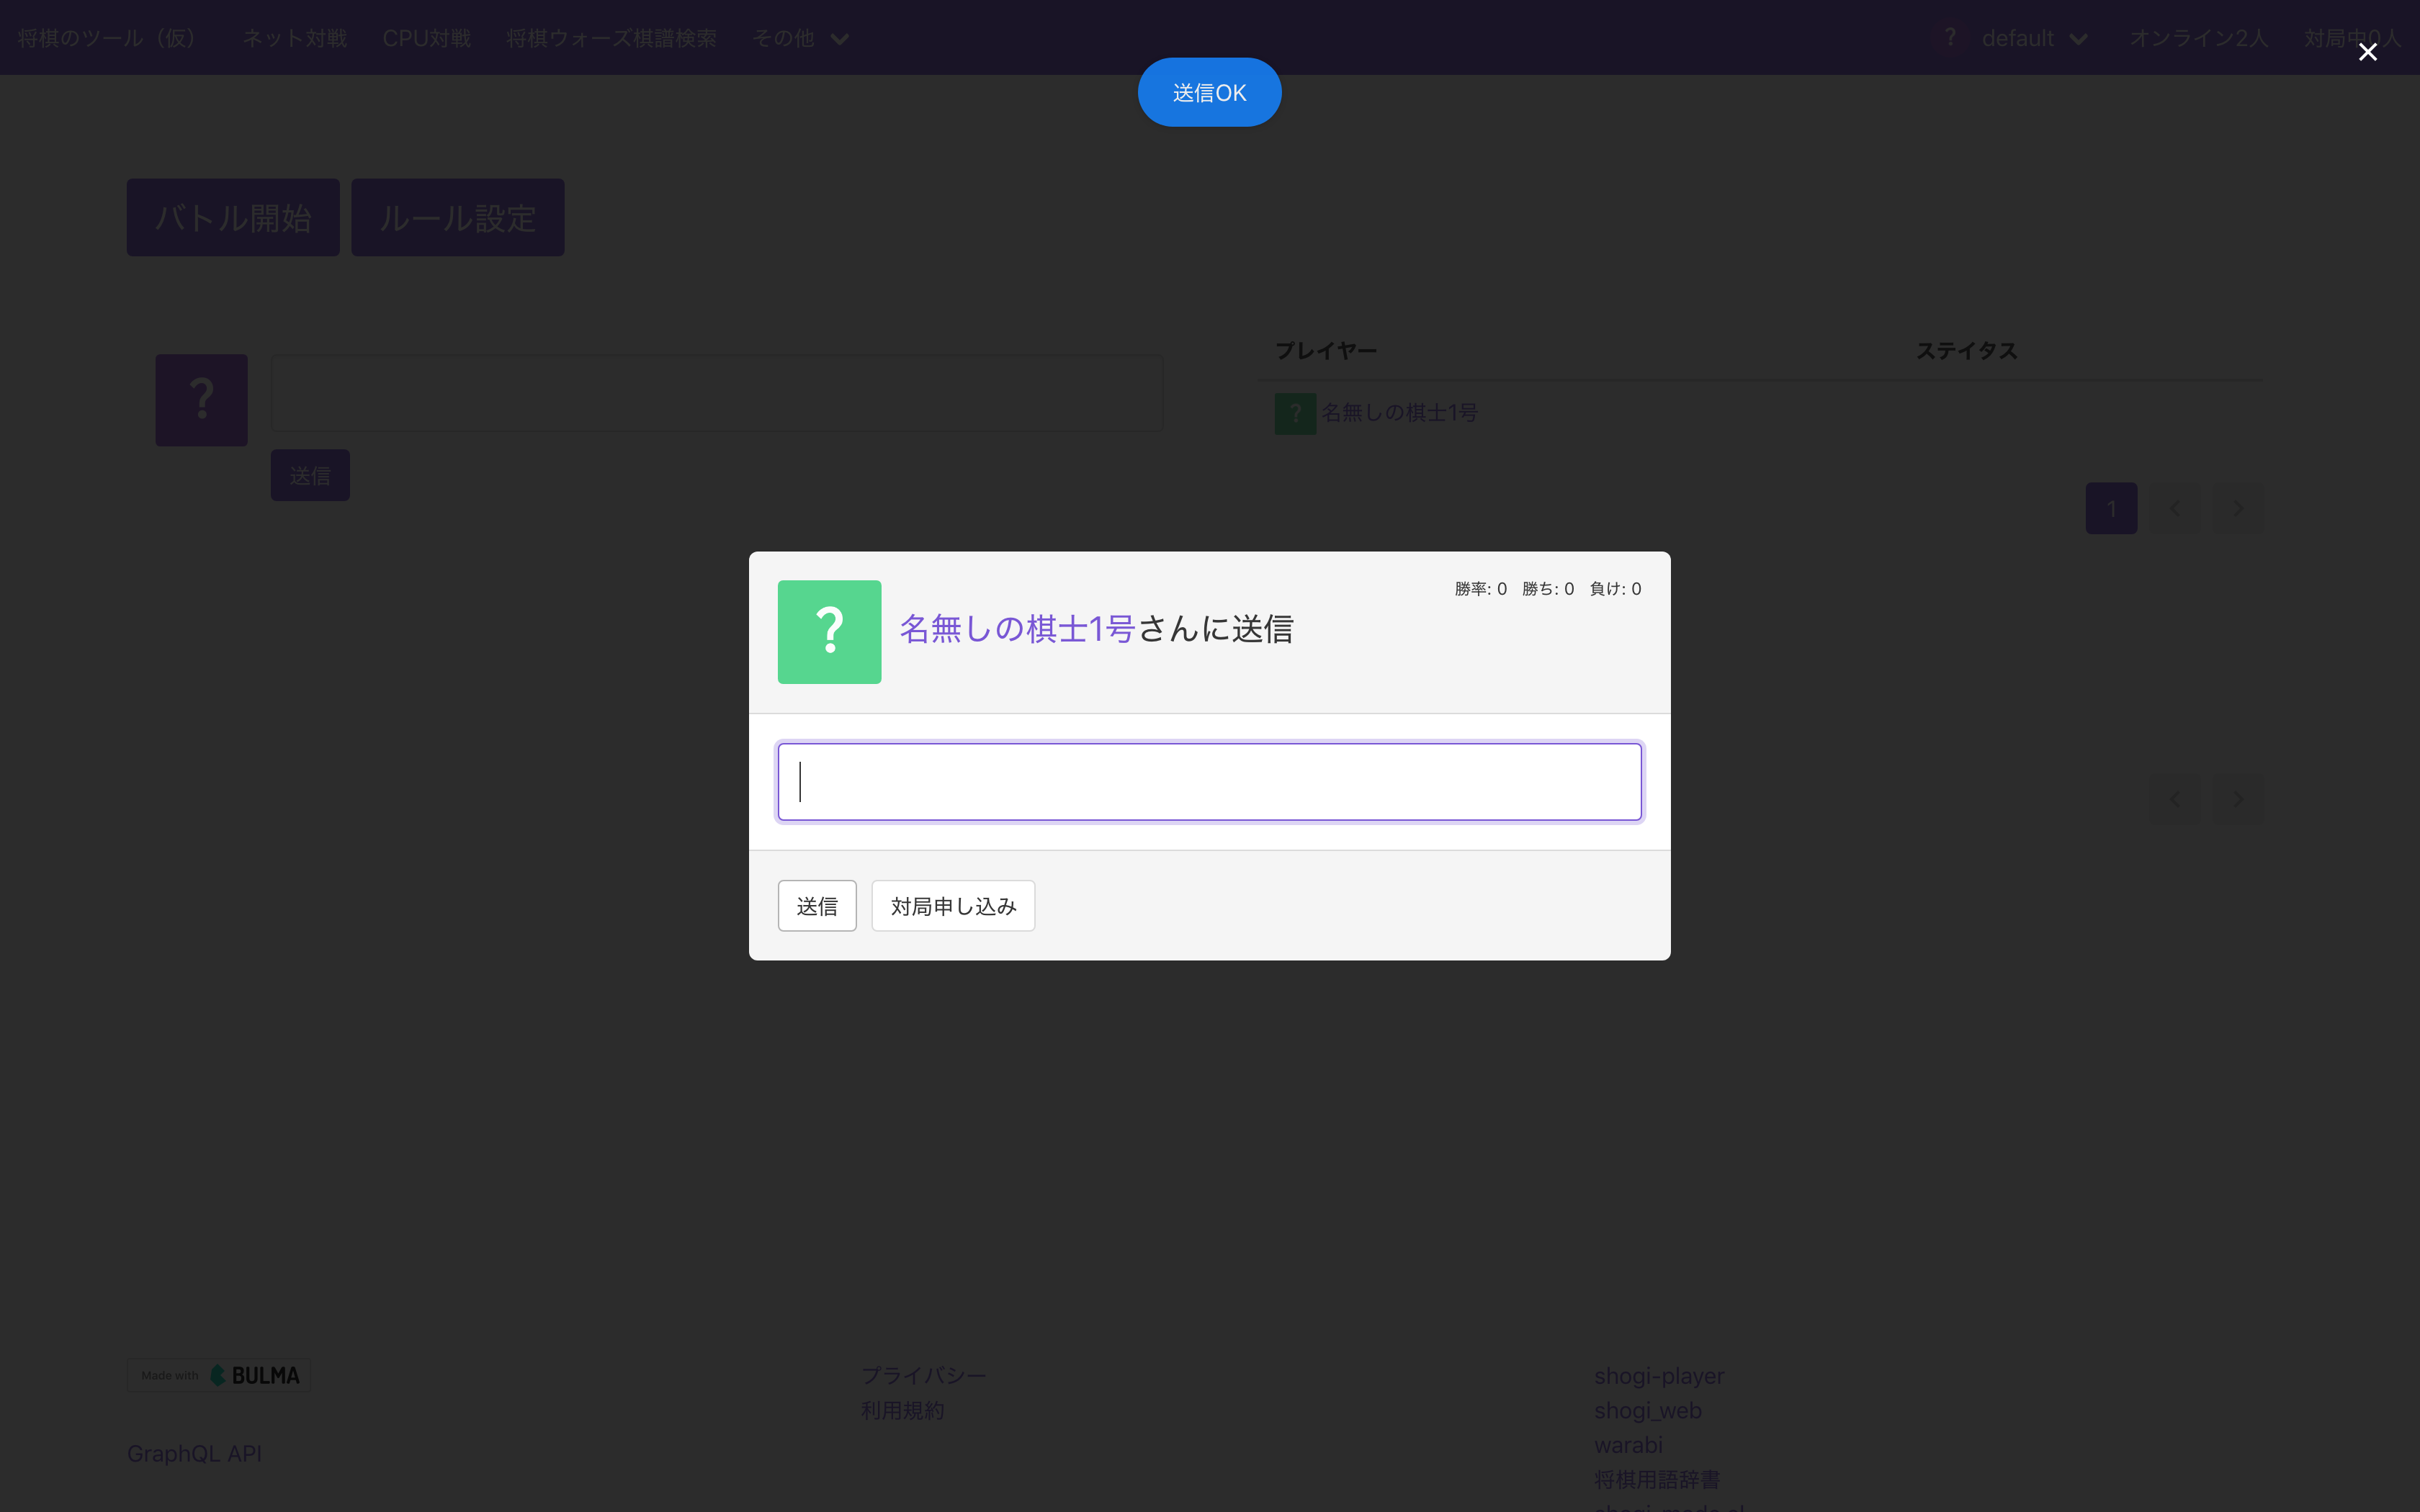 将棋のツール（仮） ネット対戦 CPU対戦 将棋ウォーズ棋譜検索 その他 ? default オンライン2人 対局中0人
送信OK
バトル開始 ルール設定
プレイヤー ステイタス
?
? 名無しの棋士1号
送信
1
勝率: 0 勝ち: 0 負け: 0
?
名無しの棋士1号さんに送信
送信 対局申し込み
Made with BULMA
プライバシー
利用規約
GraphQL API
shogi-player
shogi_web
warabi
将棋用語辞書